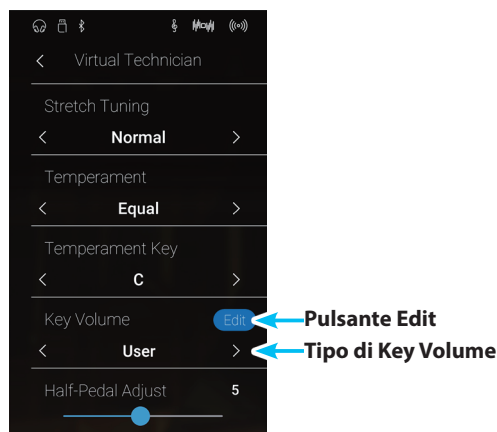 Virtual Technician
Stretch Tuning
Normal
Temperament
Equal
Temperament Key
C
Key Volume Edit Pulsante Edit
User Tipo di Key Volume
Half-Pedal Adjust 5